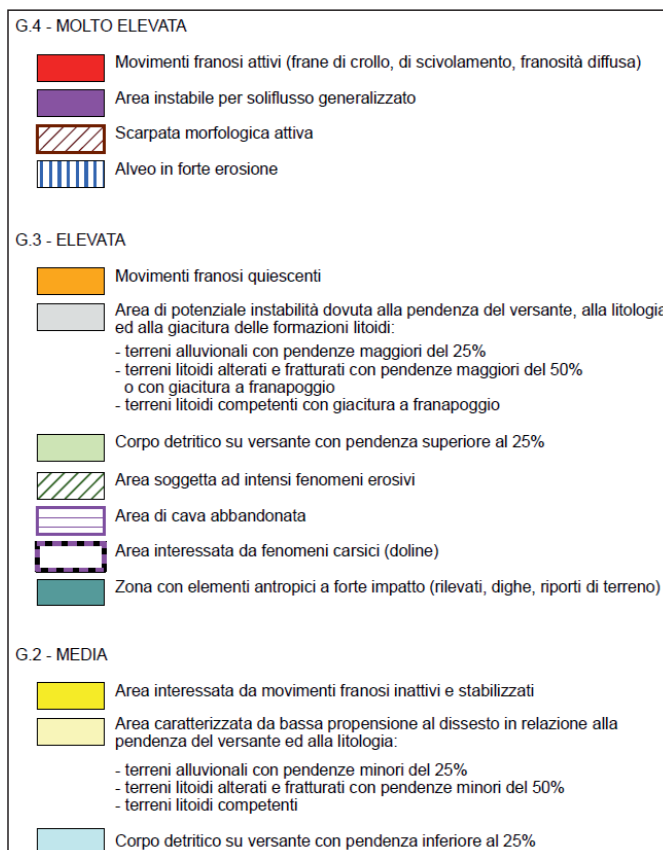 G.4 - MOLTO ELEVATA
Movimenti franosi attivi (frane di crollo, di scivolamento, franosità diffusa)
Area instabile per soliflusso generalizzato
Scarpata morfologica attiva
Alveo in forte erosione
G.3 - ELEVATA
Movimenti franosi quiescenti
Area di potenziale instabilità dovuta alla pendenza del versante, alla litologia
ed alla giacitura delle formazioni litoidi:
- terreni alluvionali con pendenze maggiori del 25%
- terreni litoidi alterati e fratturati con pendenze maggiori del 50%
o con giacitura a franapoggio
- terreni litoidi competenti con giacitura a franapoggio
Corpo detritico su versante con pendenza superiore al 25%
Area soggetta ad intensi fenomeni erosivi
Area di cava abbandonata
Area interessata da fenomeni carsici (doline)
Zona con elementi antropici a forte impatto (rilevati, dighe, riporti di terreno)
G.2 - MEDIA
Area interessata da movimenti franosi inattivi e stabilizzati
Area caratterizzata da bassa propensione al dissesto in relazione alla
pendenza del versante ed alla litologia:
- terreni alluvionali con pendenze minori del 25%
- terreni litoidi alterati e fratturati con pendenze minori del 50%
- terreni litoidi competenti
Corpo detritico su versante con pendenza inferiore al 25%